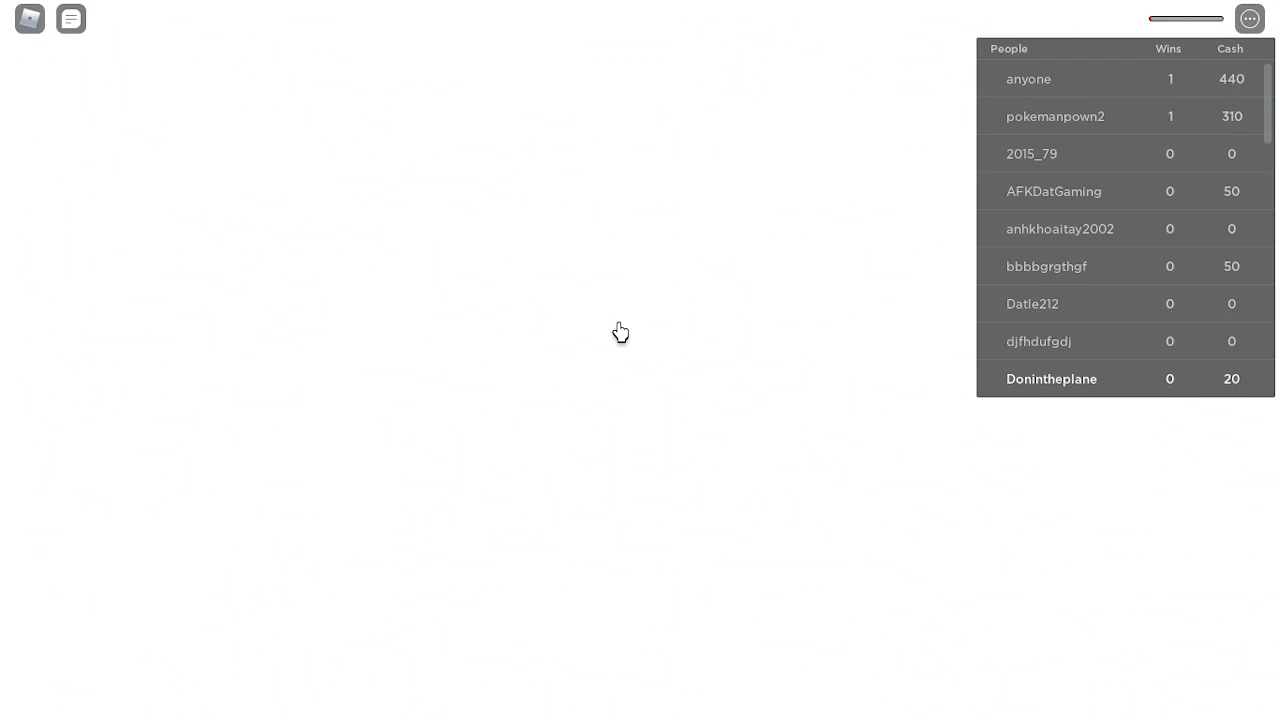 People Wins Cash
anyone 1 440
pokemanpown2 1 310
2015_79 0 0
AFKDatGaming 0 50
anhkhoaitay2002 0 0
bbbbgrgthgf 0 50
Datle212 0 0
djfhdufgdj 0 0
Donintheplane 0 20